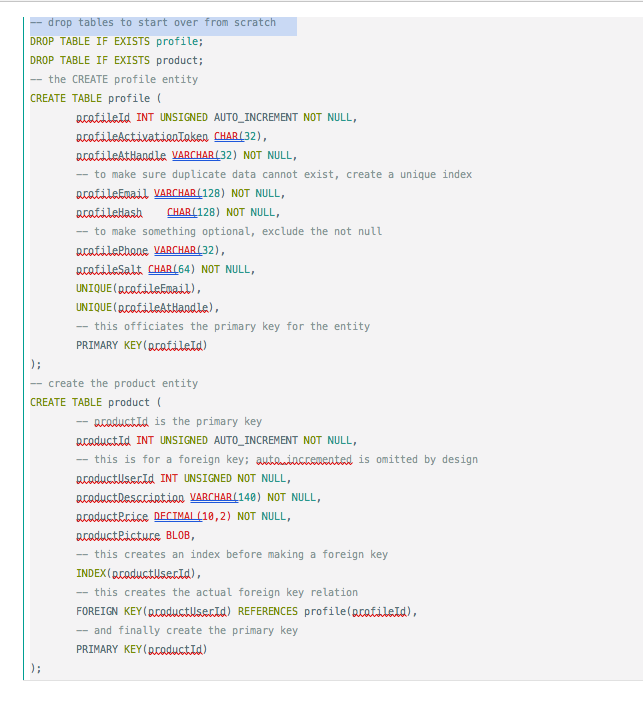 -- drop tables to start over from scratch
DROP TABLE IF EXISTS profile;
DROP TABLE IF EXISTS product;
-- the CREATE profile entity
CREATE TABLE profile (
profileId INT UNSIGNED AUTO_INCREMENT NOT NULL,
profileActivationToken CHAR(32),
profileAtHandle VARCHAR(32) NOT NULL,
-- to make sure duplicate data cannot exist, create a unique index
profileEmail VARCHAR(128) NOT NULL,
profileHash CHAR(128) NOT NULL,
-- to make something optional, exclude the not null
profilePhone VARCHAR(32),
profileSalt CHAR(64) NOT NULL,
UNIQUE(profileEmail),
UNIQUE(profileAtHandle),
-- this officiates the primary key for the entity
PRIMARY KEY(profileId)
);
-- create the product entity
CREATE TABLE product (
-- productId is the primary key
productId INT UNSIGNED AUTO_INCREMENT NOT NULL,
-- this is for a foreign key; auto_incremented is omitted by design
productUserId INT UNSIGNED NOT NULL,
productDescription VARCHAR(140) NOT NULL,
productPrice DECIMAL(10,2) NOT NULL,
productPicture BLOB,
-- this creates an index before making a foreign key
INDEX(productUserId),
-- this creates the actual foreign key relation
FOREIGN KEY(productUserId) REFERENCES profile(profileId),
-- and finally create the primary key
PRIMARY KEY(productId)
);